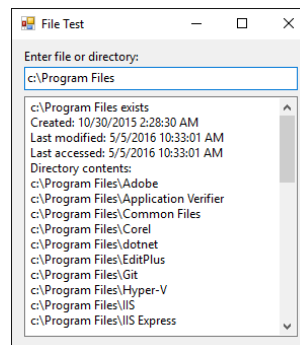 File Test
Enter file or directory:
c:\Program Files
c:\Program Files exists
Created: 10/30/2015 2:28:30 AM
Last modified: 5/5/2016 10:33:01 AM
Last accessed: 5/5/2016 10:33:01 AM
Directory contents:
c:\Program Files\Adobe
c:\Program Files\Application Verifier
c:\Program Files\Common Files
c:\Program Files\Corel
c:\Program Files\dotnet
c:\Program Files\EditPlus
c:\Program Files\Git
c:\Program Files\Hyper-V
c:\Program Files\IIS
c:\Program Files\IIS Express